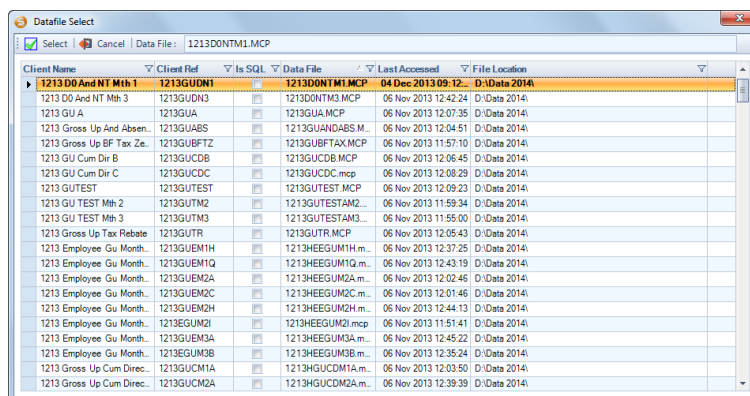 Datafile Select
Select Cancel Data File : 1213D0NTM1.MCP
Client Name Client Ref Is SQL Data File Last Accessed File Location
1213 D0 And NT Mth 1 1213GUDN1 1213D0NTM1.MCP 04 Dec 2013 09:12:... D:\Data 2014\
1213 D0 And NT Mth 3 1213GUDN3 1213D0NTM3.MCP 06 Nov 2013 12:42:24 D:\Data 2014\
1213 GU A 1213GUA 1213GUA.MCP 06 Nov 2013 12:07:35 D:\Data 2014\
1213 Gross Up And Absen... 1213GUABS 1213GUANDABS.M... 06 Nov 2013 12:04:51 D:\Data 2014\
1213 Gross Up BF Tax Ze... 1213GUBFTZ 1213GUBFTAX.MCP 06 Nov 2013 11:57:10 D:\Data 2014\
1213 GU Cum Dir B 1213GUCDB 1213GUCDB.MCP 06 Nov 2013 12:06:45 D:\Data 2014\
1213 GU Cum Dir C 1213GUCDC 1213GUCDC.mcp 06 Nov 2013 12:08:29 D:\Data 2014\
1213 GUTEST 1213GUTEST 1213GUTEST.MCP 06 Nov 2013 12:09:23 D:\Data 2014\
1213 GU TEST Mth 2 1213GUTM2 1213GUTESTAM2.... 06 Nov 2013 11:59:34 D:\Data 2014\
1213 GU TEST Mth 3 1213GUTM3 1213GUTESTAM3.... 06 Nov 2013 11:55:00 D:\Data 2014\
1213 Gross Up Tax Rebate 1213GUTR 1213GUTR.MCP 06 Nov 2013 12:05:43 D:\Data 2014\
1213 Employee Gu Month... 1213GUEM1H 1213HEEGUM1H.m... 06 Nov 2013 12:37:25 D:\Data 2014\
1213 Employee Gu Month... 1213GUEM1Q 1213HEEGUM1Q.m... 06 Nov 2013 12:43:19 D:\Data 2014\
1213 Employee Gu Month... 1213GUEM2A 1213HEEGUM2A.m... 06 Nov 2013 12:02:46 D:\Data 2014\
1213 Employee Gu Month... 1213GUEM2C 1213HEEGUM2C.m... 06 Nov 2013 12:01:46 D:\Data 2014\
1213 Employee Gu Month... 1213GUEM2H 1213HEEGUM2H.m... 06 Nov 2013 12:44:13 D:\Data 2014\
1213 Employee Gu Month... 1213EGUM2I 1213HEEGUM2I.mcp 06 Nov 2013 11:51:41 D:\Data 2014\
1213 Employee Gu Month... 1213GUEM3A 1213HEEGUM3A.m... 06 Nov 2013 12:45:22 D:\Data 2014\
1213 Employee Gu Month... 1213EGUM3B 1213HEEGUM3B.m... 06 Nov 2013 12:35:24 D:\Data 2014\
1213 Gross Up Cum Direc... 1213GUCM1A 1213HGUCDM1A.m... 06 Nov 2013 12:03:50 D:\Data 2014\
1213 Gross Up Cum Direc... 1213GUCM2A 1213HGUCDM2A.m... 06 Nov 2013 12:39:39 D:\Data 2014\